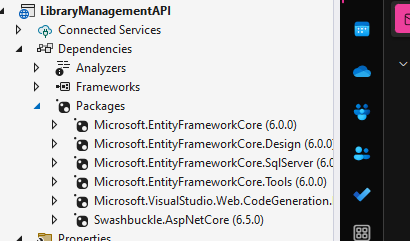 LibraryManagementAPI
Connected Services
Dependencies
Analyzers
Frameworks
Packages
Microsoft.EntityFrameworkCore (6.0.0)
Microsoft.EntityFrameworkCore.Design (6.0.0)
Microsoft.EntityFrameworkCore.SqlServer (6.0.0
Microsoft.EntityFrameworkCore.Tools (6.0.0)
Microsoft.VisualStudio.Web.CodeGeneration.
Swashbuckle.AspNetCore (6.5.0)
Properties